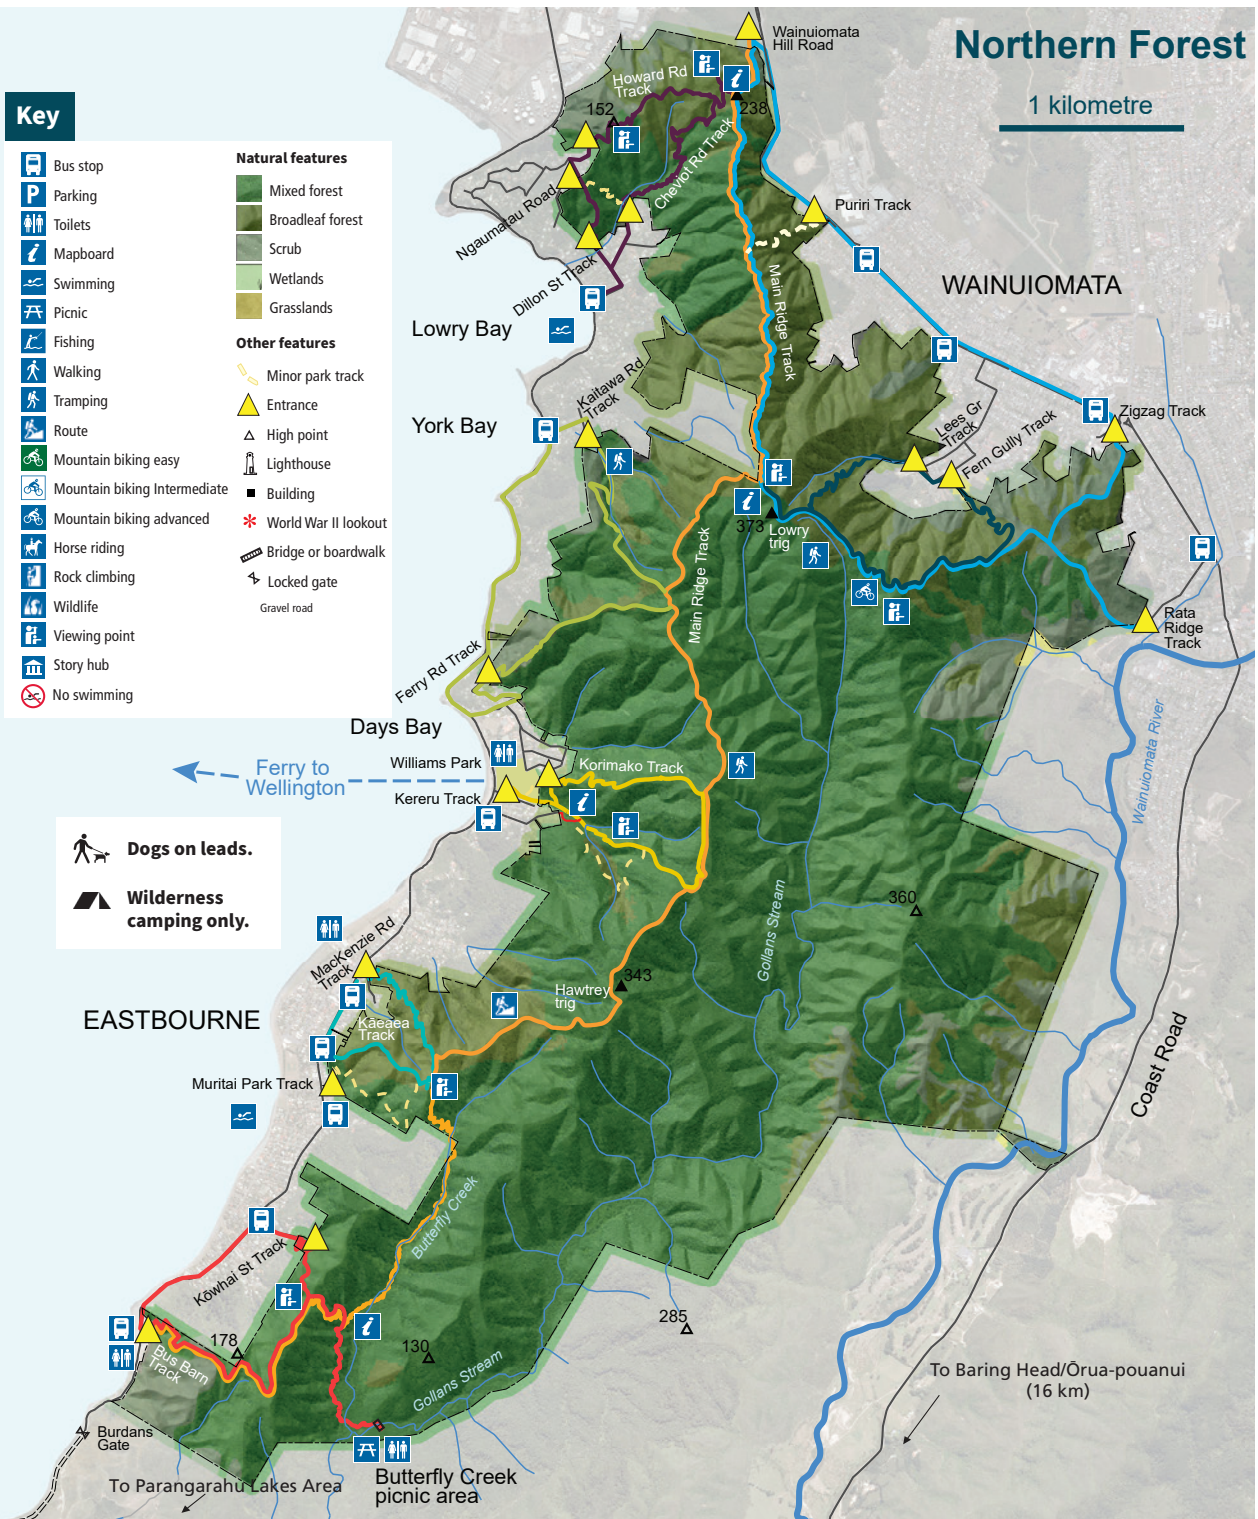 Northern Forest
1 kilometre
Key
Bus stop
Parking
Toilets
Mapboard
Swimming
Picnic
Fishing
Walking
Tramping
Route
Mountain biking easy
Mountain biking Intermediate
Mountain biking advanced
Horse riding
Rock climbing
Wildlife
Viewing point
Story hub
No swimming
Natural features
Mixed forest
Broadleaf forest
Scrub
Wetlands
Grasslands
Other features
Minor park track
Entrance
High point
Lighthouse
Building
World War II lookout
Bridge or boardwalk
Locked gate
Gravel road
Dogs on leads.
Wilderness
camping only.
Wainuiomata
Hill Road
Howard Rd
Track
152
238
Cheviot Rd Track
Ngaumatau Road
Puriri Track
Dillon St Track
Main Ridge Track
WAINUIOMATA
Lowry Bay
Kaitawa Rd
Track
York Bay
Lees Gr
Track
Zigzag Track
Fern Gully Track
373
Lowry
trig
Main Ridge Track
Rata
Ridge
Track
Ferry Rd Track
Days Bay
Williams Park
Korimako Track
Ferry to
Wellington
Kereru Track
Wainuiomata River
Gollans Stream
360
MacKenzie Rd
Track
343
Hawtrey
trig
EASTBOURNE
Kāeaea
Track
Muritai Park Track
Coast Road
Butterfly Creek
Kōwhai St Track
285
178
130
Bus Barn
Track
Gollans Stream
To Baring Head/Ōrua-pouanui
(16 km)
Burdans
Gate
Butterfly Creek
picnic area
To Parangarahu Lakes Area